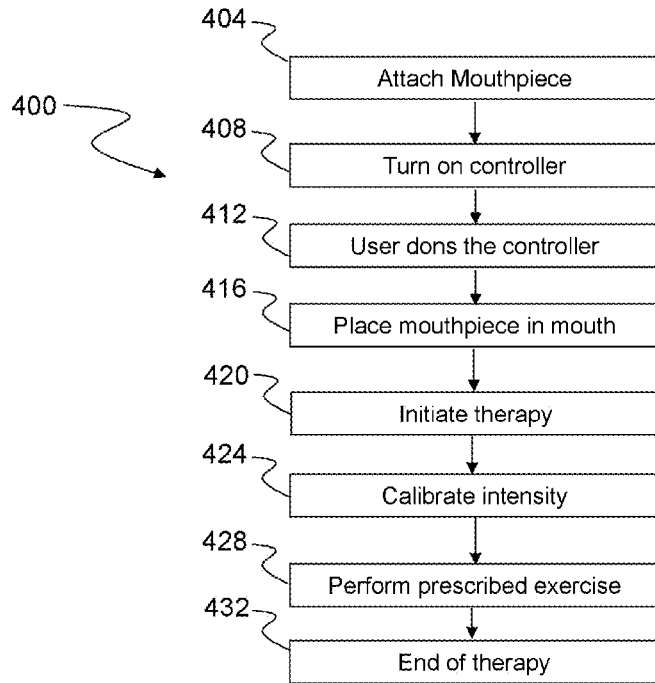 404
Attach Mouthpiece
400
408
Turn on controller
412
User dons the controller
416
Place mouthpiece in mouth
420
Initiate therapy
424
Calibrate intensity
428
Perform prescribed exercise
432
End of therapy